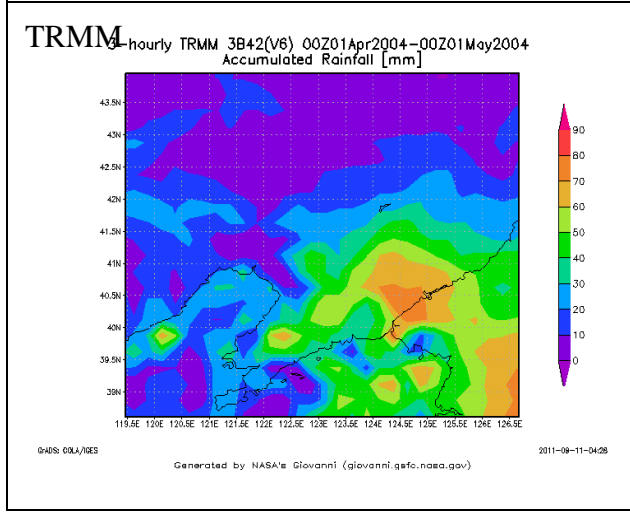 TRMM
3-hourly TRMM 3B42(V6) 00Z01Apr2004-00Z01May2004
Accumulated Rainfall [mm]
43.5N
43N
42.5N
42N
41.5N
41N
40.5N
40N
39.5N
39N
119.5E 120E 120.5E 121E 121.5E 122E 122.5E 123E 123.5E 124E 124.5E 125E 125.5E 126E 126.5E
90
80
70
60
50
40
30
20
10
0
GrADS: COLA/IGES
2011-09-11-04:26
Generated by NASA's Giovanni (giovanni.gsfc.nasa.gov)